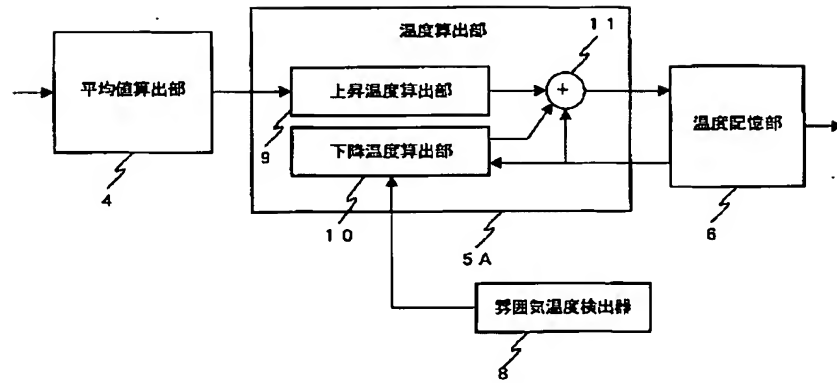 温度算出部
11
平均値算出部
上昇温度算出部
+
温度記憶部
9
下降温度算出部
4
10
6
5A
雰囲気温度検出器
8